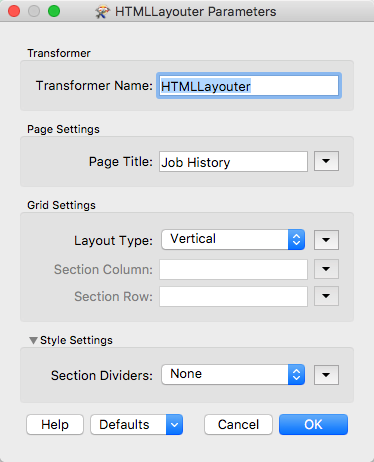 HTMLLayouter Parameters
Transformer
Transformer Name: HTMLLayouter
Page Settings
Page Title: Job History
Grid Settings
Layout Type: Vertical
Section Column:
Section Row:
Style Settings
Section Dividers: None
Help Defaults Cancel OK